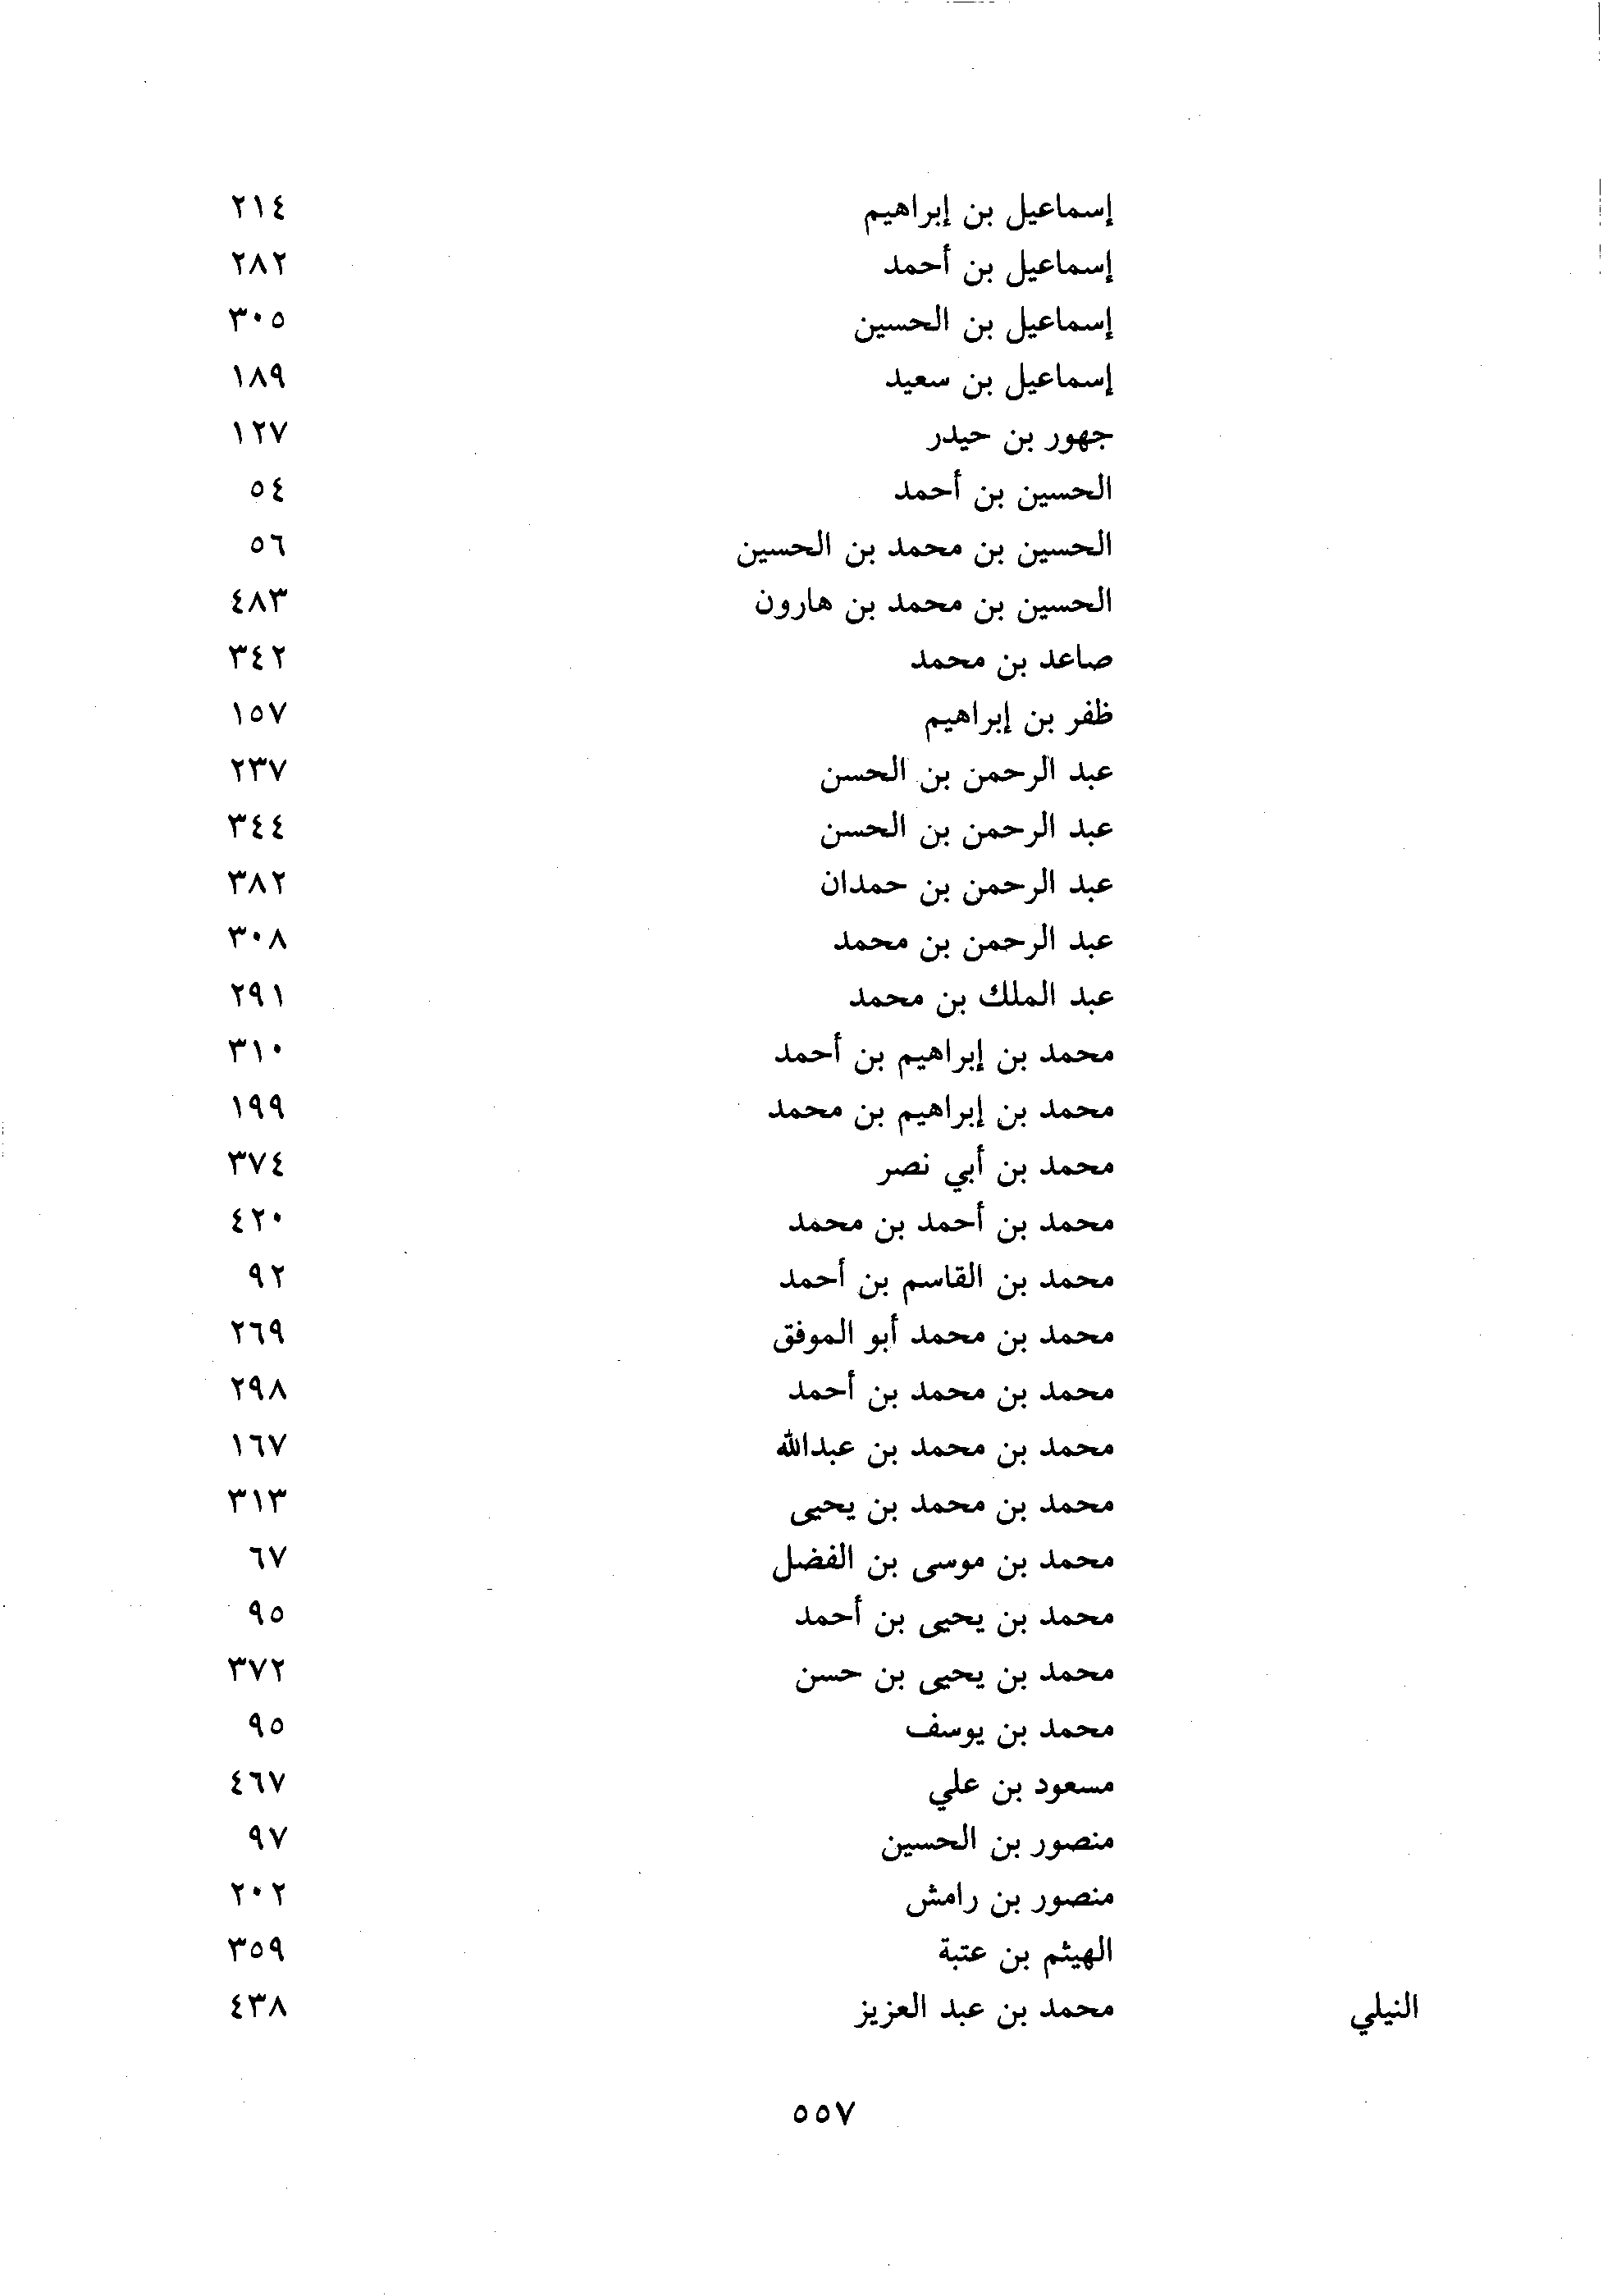 إسماعيل بن إبراهيم ٢١٤
إسماعيل بن أحمد ٢٨٢
إسماعيل بن الحسين ٣٠٥
إسماعيل بن سعيد ١٨٩
جهور بن حيدر ١٢٧
الحسين بن أحمد ٥٤
الحسين بن محمد بن الحسين ٥٦
الحسين بن محمد بن هارون ٤٨٣
صاعد بن محمد ٣٤٢
ظفر بن إبراهيم ١٥٧
عبد الرحمن بن الحسن ٢٣٧
عبد الرحمن بن الحسن ٣٤٤
عبد الرحمن بن حمدان ٣٨٢
عبد الرحمن بن محمد ٣٠٨
عبد الملك بن محمد ٢٩١
محمد بن إبراهيم بن أحمد ٣١٠
محمد بن إبراهيم بن محمد ١٩٩
محمد بن أبي نصر ٣٧٤
محمد بن أحمد بن محمد ٤٢٠
محمد بن القاسم بن أحمد ٩٢
محمد بن محمد أبو الموفق ٢٦٩
محمد بن محمد بن أحمد ٢٩٨
محمد بن محمد بن عبدالله ١٦٧
محمد بن محمد بن يحيى ٣١٣
محمد بن موسى بن الفضل ٦٧
محمد بن يحيى بن أحمد ٩٥
محمد بن يحيى بن حسن ٣٧٢
محمد بن يوسف ٩٥
مسعود بن علي ٤٦٧
منصور بن الحسين ٩٧
منصور بن رامش ٢٠٢
الهيثم بن عتبة ٣٥٩
النيلي محمد بن عبد العزيز ٤٣٨
٥٥٧